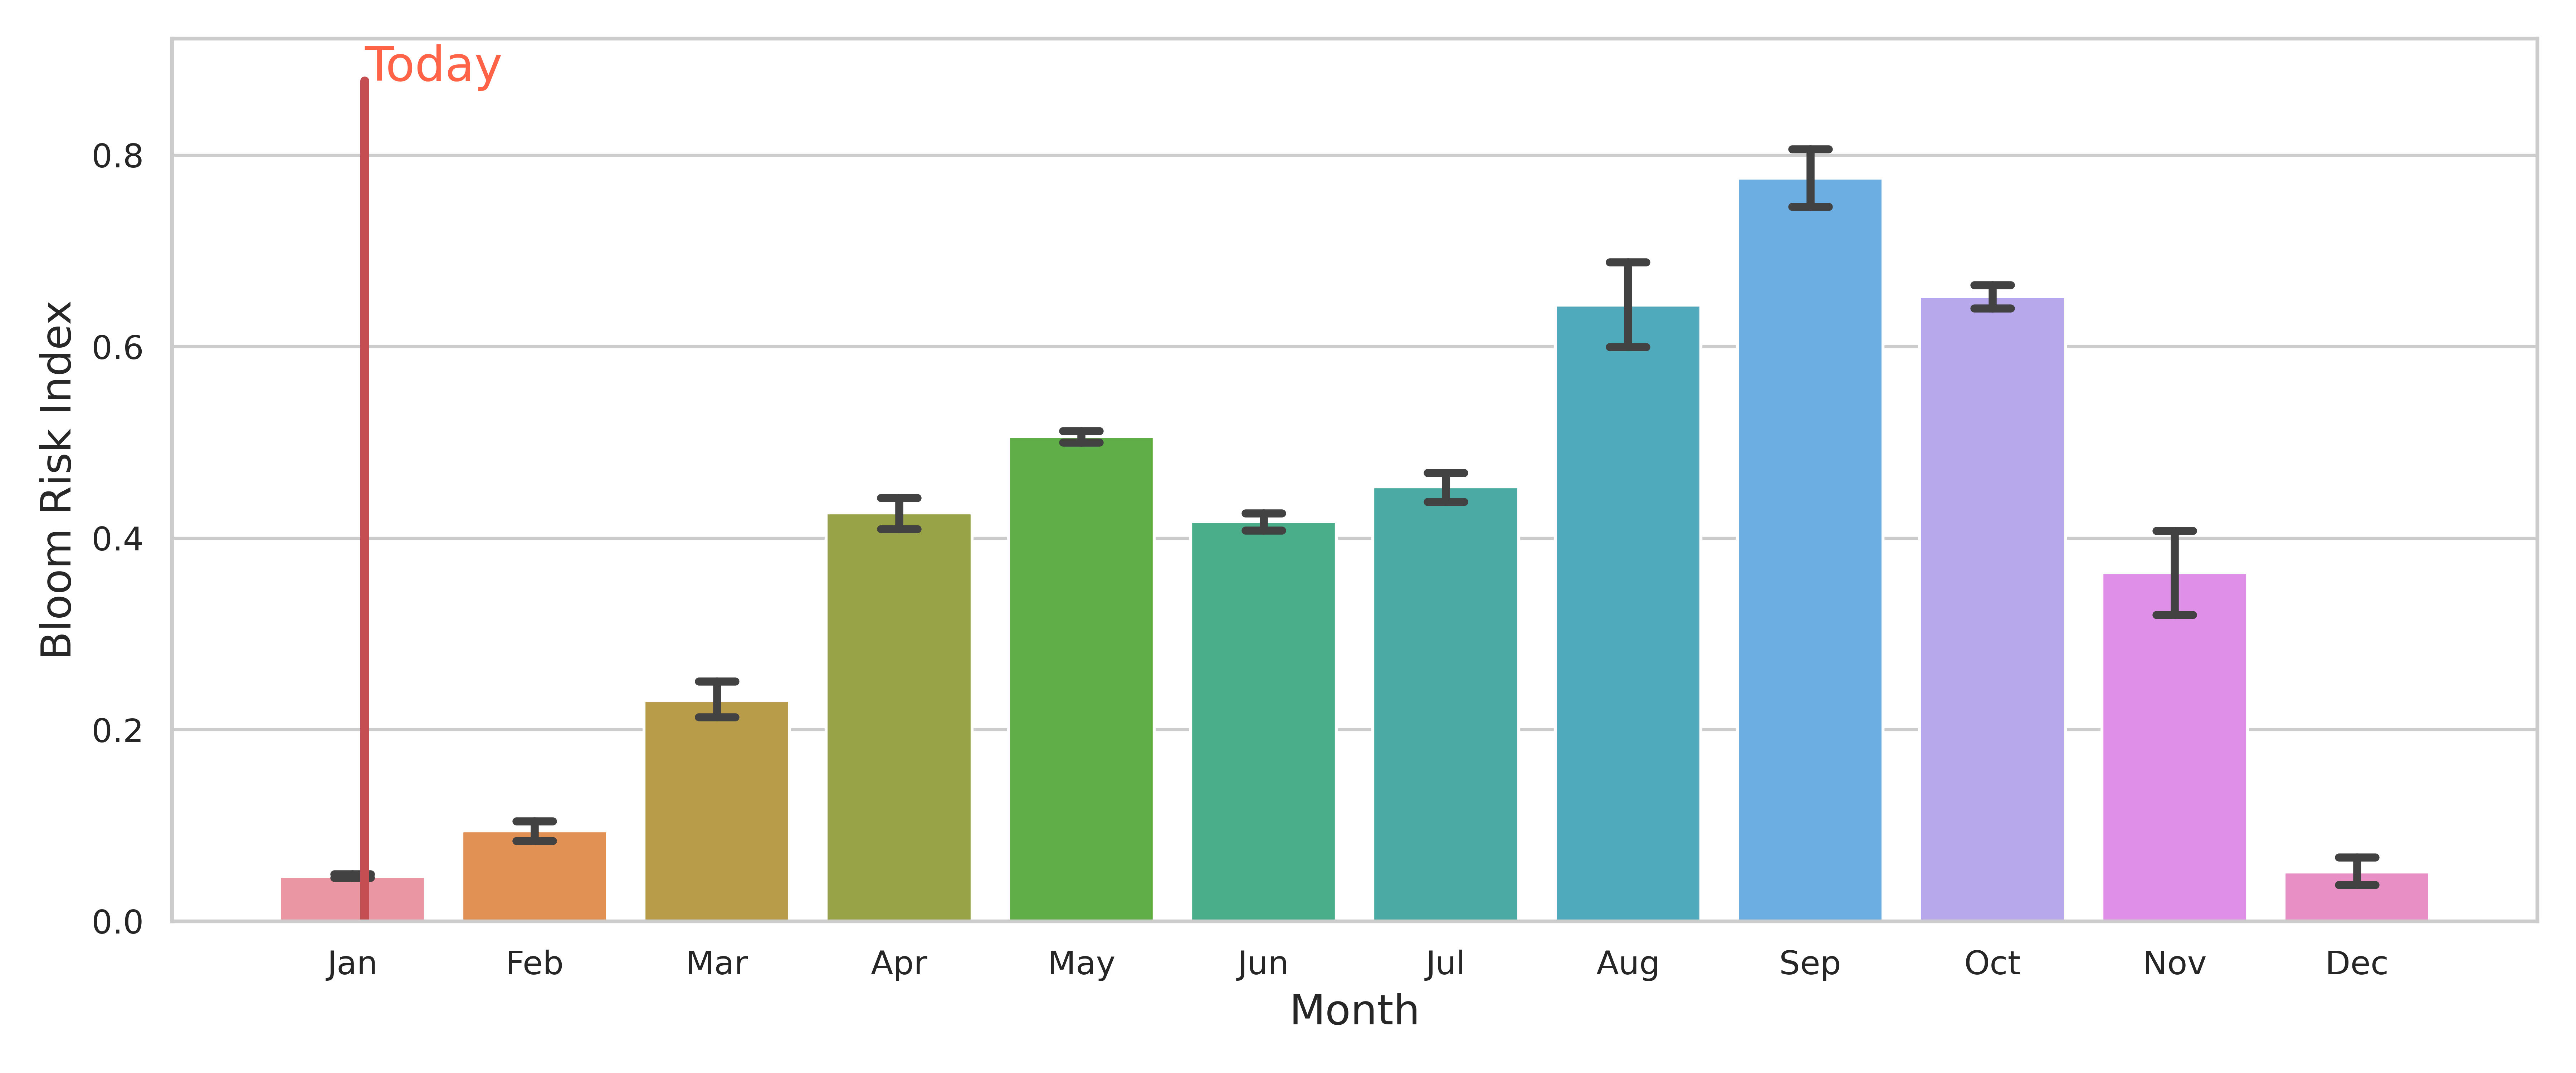 Today
Bloom Risk Index
0.8
0.6
0.4
0.2
0.0
Jan Feb Mar Apr May Jun Jul Aug Sep Oct Nov Dec
Month